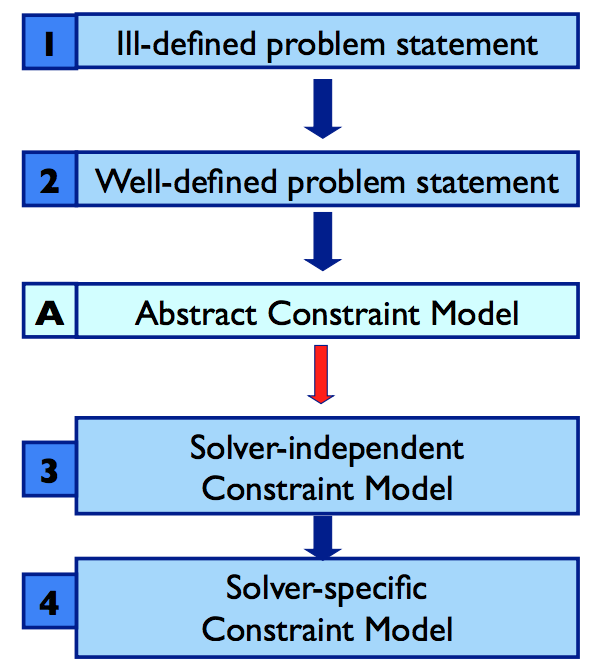 1 Ill-defined problem statement
2 Well-defined problem statement
A Abstract Constraint Model
Solver-independent
3 Constraint Model
Solver-specific
4 Constraint Model